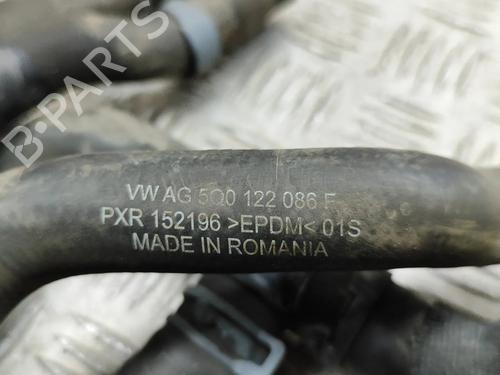 B-PARTS
VW AG 5Q0 122 086 F
PXR 152196 >EPDM< 01S
MADE IN ROMANIA